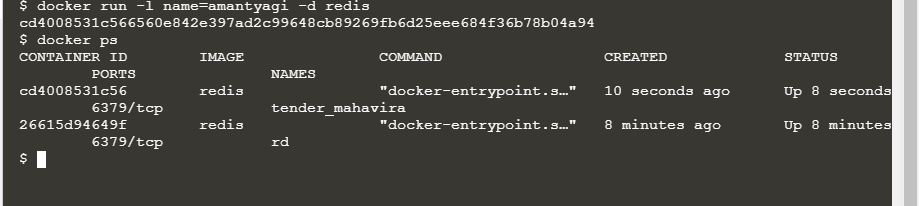 $ docker run -l name=amantyagi -d redis
cd4008531c566560e842e397ad2c99648cb89269fb6d25eee684f36b78b04a94
$ docker ps
CONTAINER ID IMAGE COMMAND CREATED STATUS
PORTS NAMES
cd4008531c56 redis "docker-entrypoint.s…" 10 seconds ago Up 8 seconds
6379/tcp tender_mahavira
26615d94649f redis "docker-entrypoint.s…" 8 minutes ago Up 8 minutes
6379/tcp rd
$